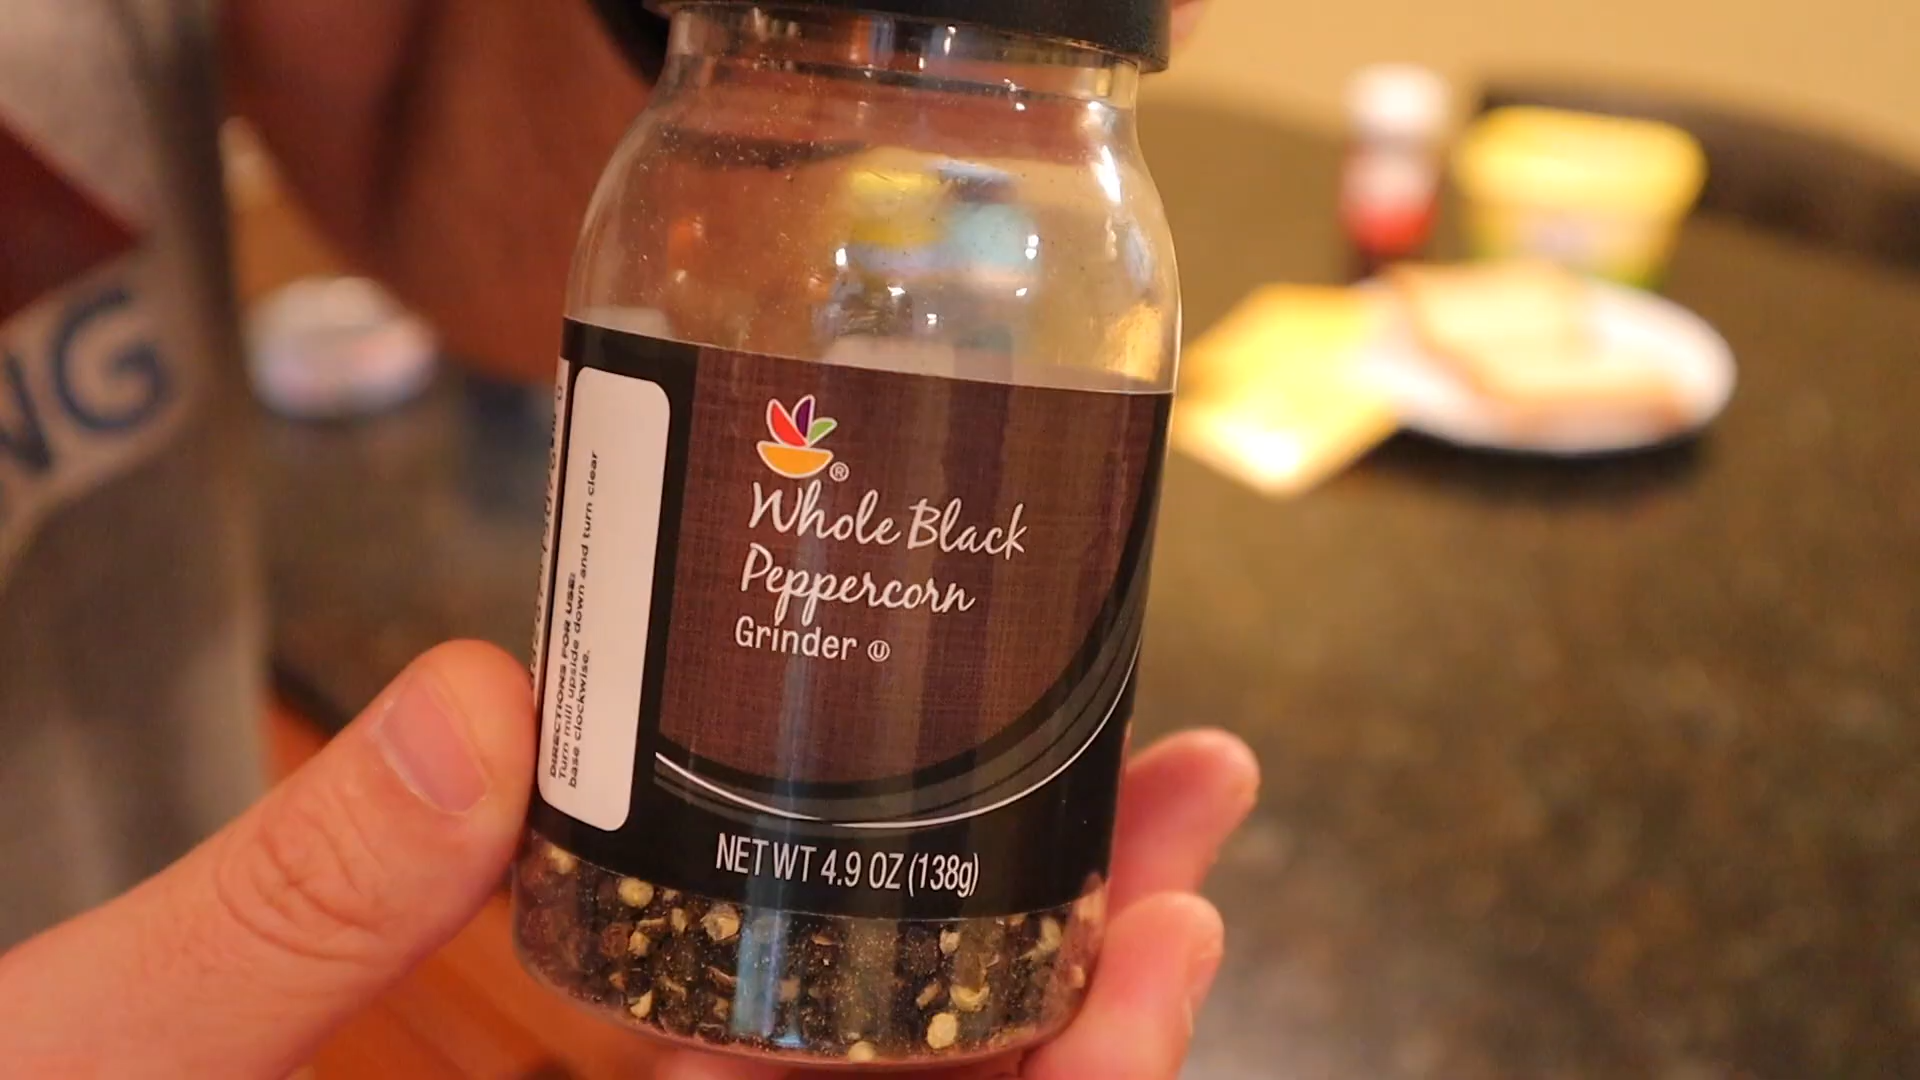 ®
Whole Black
Peppercorn
Grinder Ⓤ
NET WT 4.9 OZ (138g)
DIRECTIONS FOR USE:
Turn mill upside down and turn clear
base clockwise.
NG